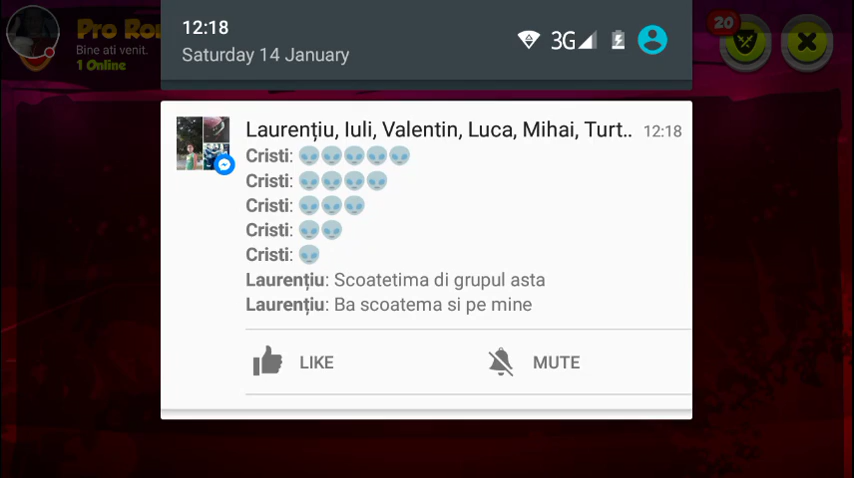 12:18
Saturday 14 January
3G
Pro
Bine ati venit.
1 Online
20
Laurențiu, Iuli, Valentin, Luca, Mihai, Turt.. 12:18
Cristi: 👽👽👽👽👽
Cristi: 👽👽👽👽
Cristi: 👽👽👽
Cristi: 👽👽
Cristi: 👽
Laurențiu: Scoatetima di grupul asta
Laurențiu: Ba scoatema si pe mine
LIKE
MUTE